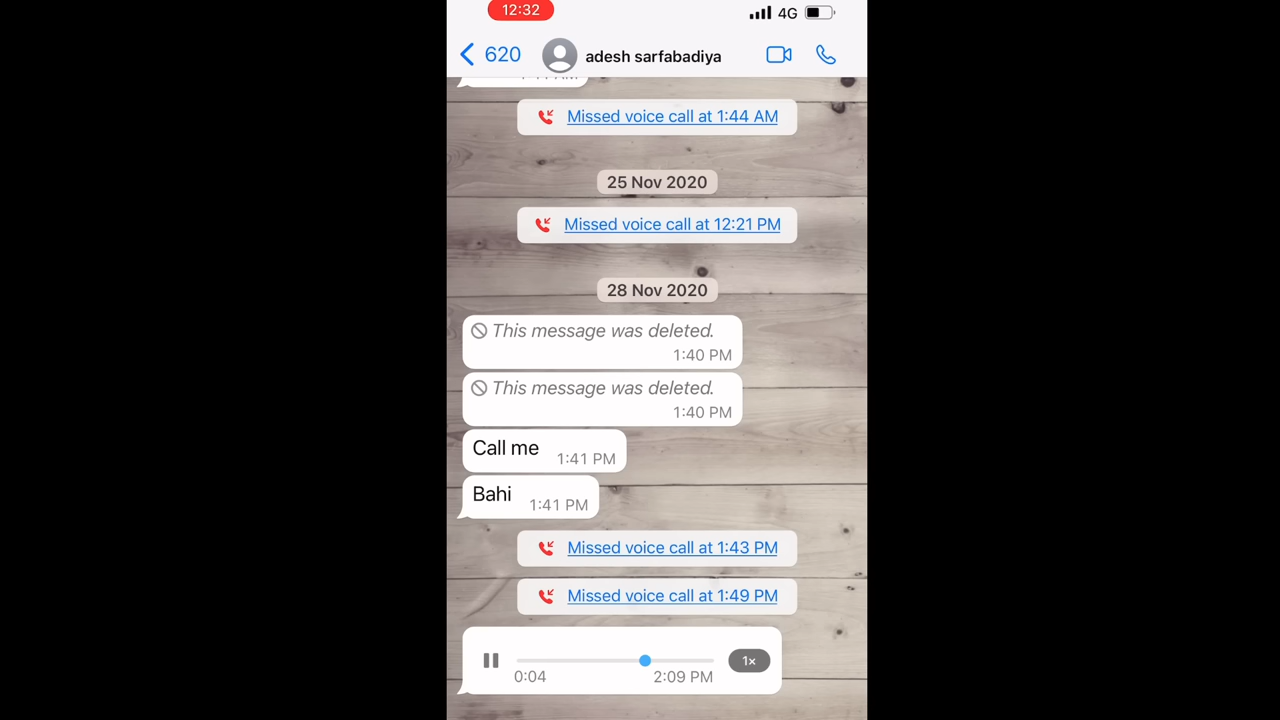 12:32
4G
620
adesh sarfabadiya
Missed voice call at 1:44 AM
25 Nov 2020
Missed voice call at 12:21 PM
28 Nov 2020
This message was deleted.
1:40 PM
This message was deleted.
1:40 PM
Call me 1:41 PM
Bahi 1:41 PM
Missed voice call at 1:43 PM
Missed voice call at 1:49 PM
1x
0:04 2:09 PM